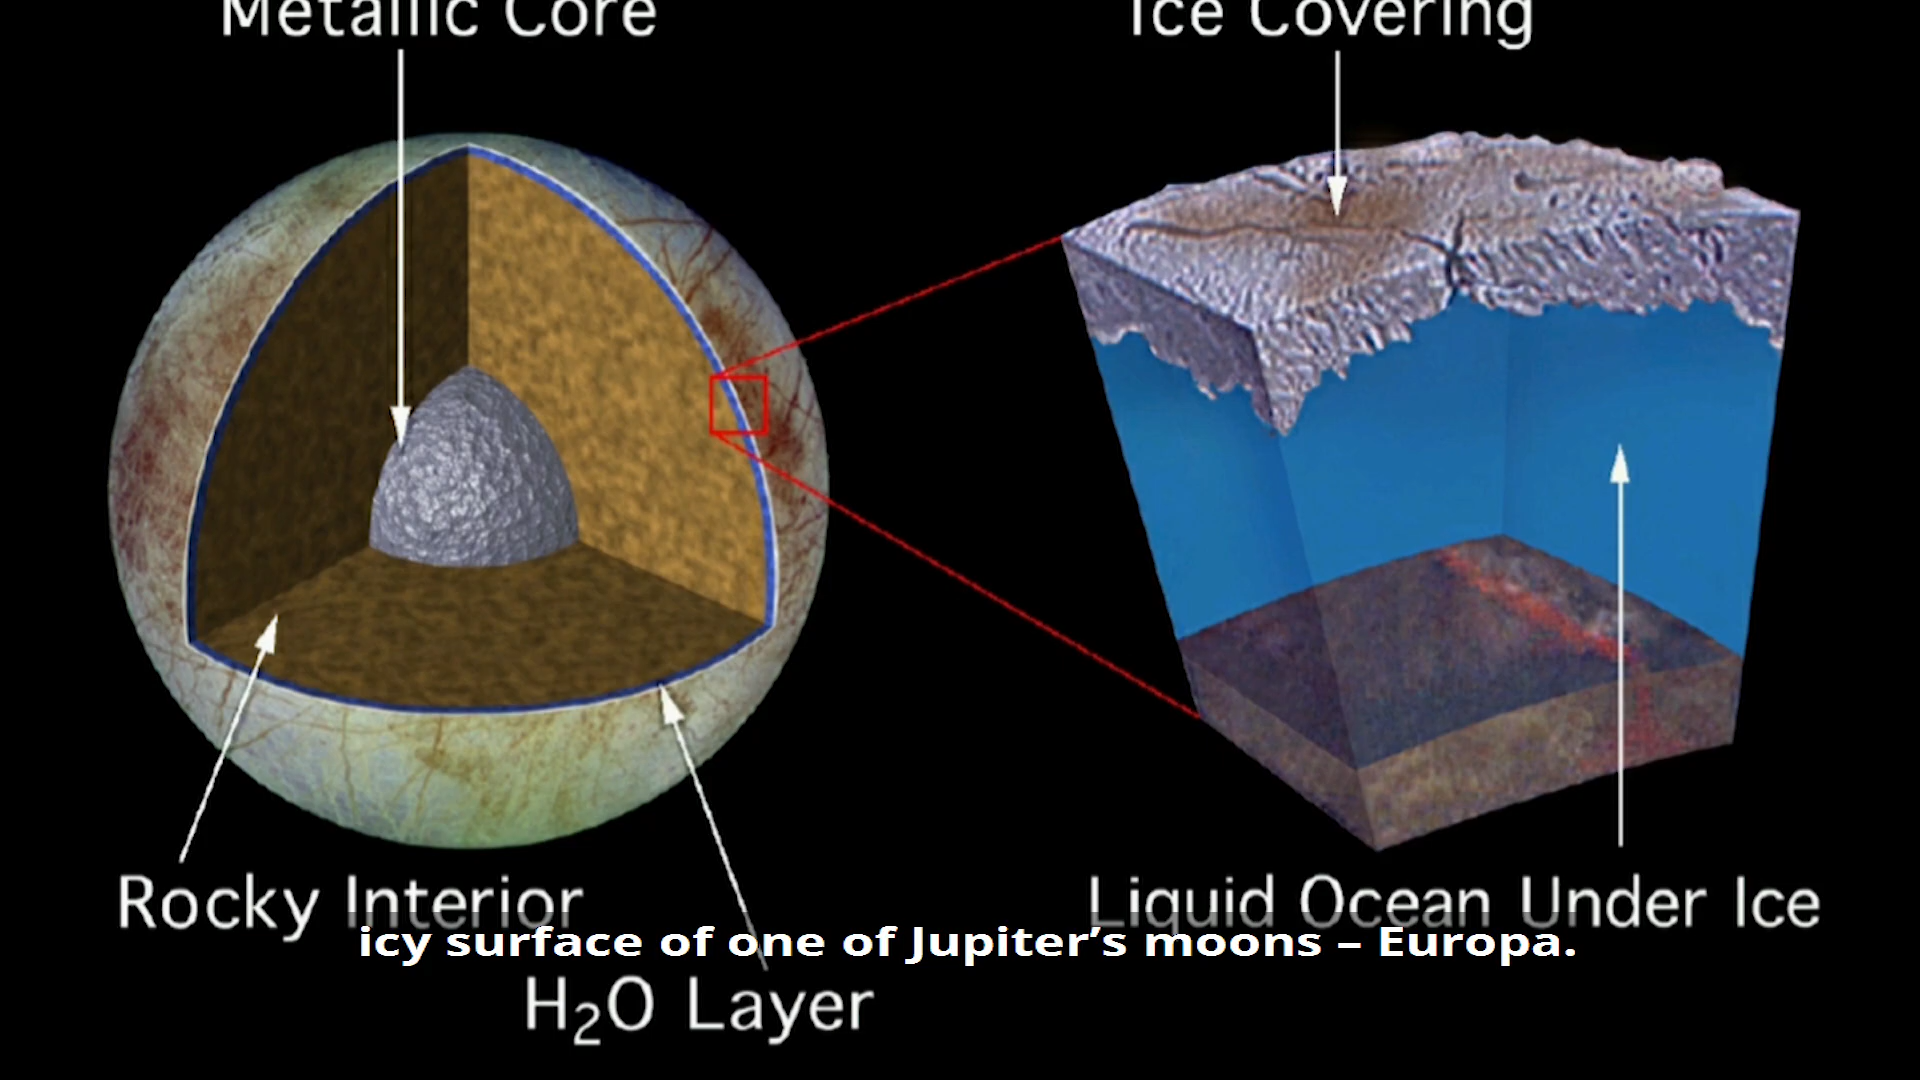 Metallic Core
Ice Covering
Rocky Interior
Liquid Ocean Under Ice
icy surface of one of Jupiter’s moons – Europa.
H₂O Layer